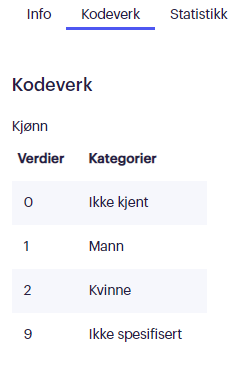 Info Kodeverk Statistikk
Kodeverk
Kjønn
Verdier Kategorier
0 Ikke kjent
1 Mann
2 Kvinne
9 Ikke spesifisert